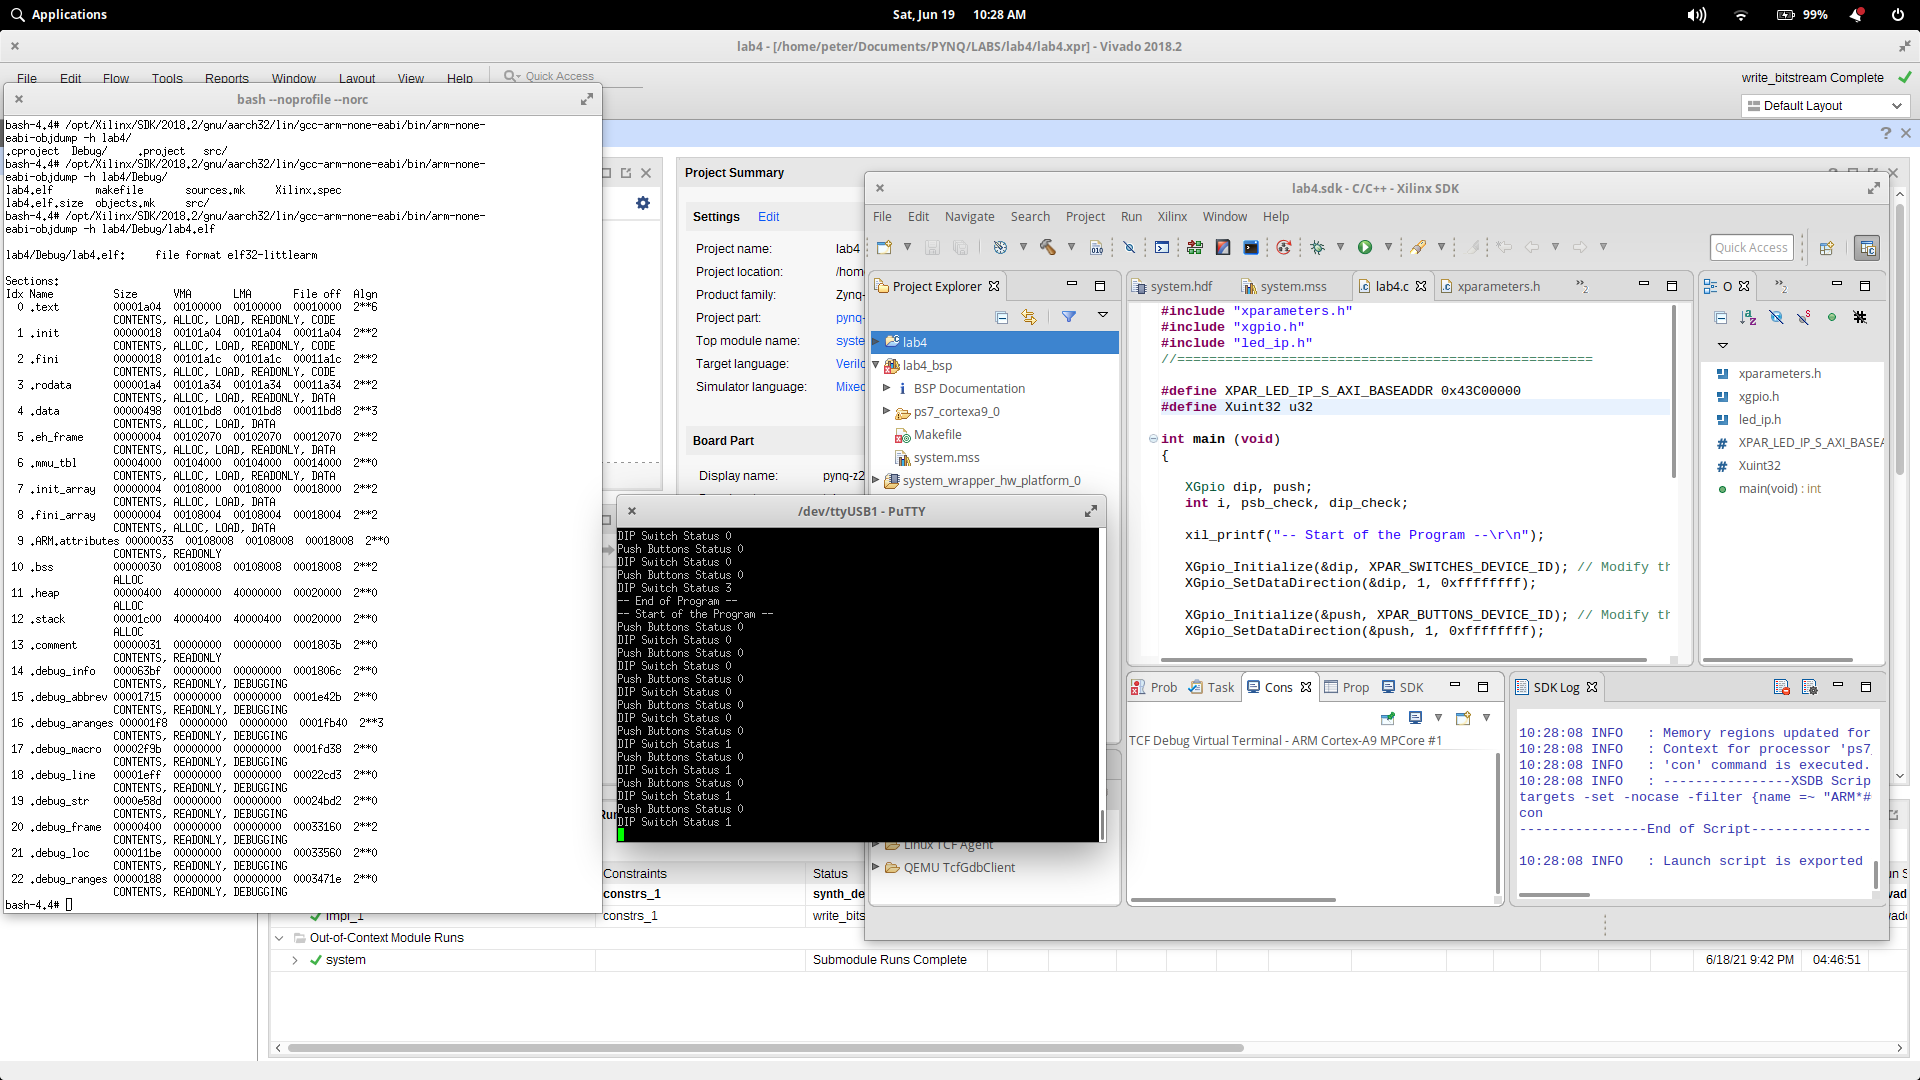 Applications
Sat, Jun 19 10:28 AM
99%
lab4 - [/home/peter/Documents/PYNQ/LABS/lab4/lab4.xpr] - Vivado 2018.2
File Edit Flow Tools Reports Window Layout View Help Quick Access
write_bitstream Complete
Default Layout
bash --noprofile --norc
bash-4.4# /opt/Xilinx/SDK/2018.2/gnu/aarch32/lin/gcc-arm-none-eabi/bin/arm-none-
eabi-objdump -h lab4/
.cproject Debug/ .project src/
bash-4.4# /opt/Xilinx/SDK/2018.2/gnu/aarch32/lin/gcc-arm-none-eabi/bin/arm-none-
eabi-objdump -h lab4/Debug/
lab4.elf makefile sources.mk Xilinx.spec
lab4.elf.size objects.mk src/
bash-4.4# /opt/Xilinx/SDK/2018.2/gnu/aarch32/lin/gcc-arm-none-eabi/bin/arm-none-
eabi-objdump -h lab4/Debug/lab4.elf
lab4/Debug/lab4.elf: file format elf32-littlearm
Sections:
Idx Name Size VMA LMA File off Algn
0 .text 00001a04 00100000 00100000 00010000 2**6
CONTENTS, ALLOC, LOAD, READONLY, CODE
1 .init 00000018 00101a04 00101a04 00011a04 2**2
CONTENTS, ALLOC, LOAD, READONLY, CODE
2 .fini 00000018 00101a1c 00101a1c 00011a1c 2**2
CONTENTS, ALLOC, LOAD, READONLY, CODE
3 .rodata 000001a4 00101a34 00101a34 00011a34 2**2
CONTENTS, ALLOC, LOAD, READONLY, DATA
4 .data 00000498 00101bd8 00101bd8 00011bd8 2**3
CONTENTS, ALLOC, LOAD, DATA
5 .eh_frame 00000004 00102070 00102070 00012070 2**2
CONTENTS, ALLOC, LOAD, READONLY, DATA
6 .mmu_tbl 00004000 00104000 00104000 00014000 2**0
CONTENTS, ALLOC, LOAD, READONLY, DATA
7 .init_array 00000004 00108000 00108000 00018000 2**2
CONTENTS, ALLOC, LOAD, DATA
8 .fini_array 00000004 00108004 00108004 00018004 2**2
CONTENTS, ALLOC, LOAD, DATA
9 .ARM.attributes 00000033 00108008 00108008 00018008 2**0
CONTENTS, READONLY
10 .bss 00000030 00108008 00108008 00018008 2**2
ALLOC
11 .heap 00000400 40000000 40000000 00020000 2**0
ALLOC
12 .stack 00001c00 40000400 40000400 00020000 2**0
ALLOC
13 .comment 00000031 00000000 00000000 0001803b 2**0
CONTENTS, READONLY
14 .debug_info 000063bf 00000000 00000000 0001806c 2**0
CONTENTS, READONLY, DEBUGGING
15 .debug_abbrev 00001715 00000000 00000000 0001e42b 2**0
CONTENTS, READONLY, DEBUGGING
16 .debug_aranges 000001f8 00000000 00000000 0001fb40 2**3
CONTENTS, READONLY, DEBUGGING
17 .debug_macro 00002f9b 00000000 00000000 0001fd38 2**0
CONTENTS, READONLY, DEBUGGING
18 .debug_line 00001eff 00000000 00000000 00022cd3 2**0
CONTENTS, READONLY, DEBUGGING
19 .debug_str 0000e58d 00000000 00000000 00024bd2 2**0
CONTENTS, READONLY, DEBUGGING
20 .debug_frame 00000400 00000000 00000000 00033160 2**2
CONTENTS, READONLY, DEBUGGING
21 .debug_loc 000011be 00000000 00000000 00033560 2**0
CONTENTS, READONLY, DEBUGGING
22 .debug_ranges 00000188 00000000 00000000 0003471e 2**0
CONTENTS, READONLY, DEBUGGING
bash-4.4#
Project Summary
Settings Edit
Project name: lab4
Project location: /hom
Product family: Zynq-
Project part: pynq-
Top module name: syste
Target language: Verilo
Simulator language: Mixed
Board Part
Display name: pynq-z2
/dev/ttyUSB1 - PuTTY
DIP Switch Status 0
Push Buttons Status 0
DIP Switch Status 0
Push Buttons Status 0
DIP Switch Status 3
-- End of Program --
-- Start of the Program --
Push Buttons Status 0
DIP Switch Status 0
Push Buttons Status 0
DIP Switch Status 0
Push Buttons Status 0
DIP Switch Status 0
Push Buttons Status 0
DIP Switch Status 0
Push Buttons Status 0
DIP Switch Status 1
Push Buttons Status 0
DIP Switch Status 1
Push Buttons Status 0
DIP Switch Status 1
Push Buttons Status 0
DIP Switch Status 1
lab4.sdk - C/C++ - Xilinx SDK
File Edit Navigate Search Project Run Xilinx Window Help
Quick Access
Project Explorer
lab4
lab4_bsp
BSP Documentation
ps7_cortexa9_0
Makefile
system.mss
system_wrapper_hw_platform_0
Linux TCF Agent
QEMU TcfGdbClient
system.hdf system.mss lab4.c xparameters.h
#include "xparameters.h"
#include "xgpio.h"
#include "led_ip.h"
//====================================================
#define XPAR_LED_IP_S_AXI_BASEADDR 0x43C00000
#define Xuint32 u32
int main (void)
{
XGpio dip, push;
int i, psb_check, dip_check;
xil_printf("-- Start of the Program --\r\n");
XGpio_Initialize(&dip, XPAR_SWITCHES_DEVICE_ID); // Modify th
XGpio_SetDataDirection(&dip, 1, 0xffffffff);
XGpio_Initialize(&push, XPAR_BUTTONS_DEVICE_ID); // Modify th
XGpio_SetDataDirection(&push, 1, 0xffffffff);
O
xparameters.h
xgpio.h
led_ip.h
XPAR_LED_IP_S_AXI_BASEA
Xuint32
main(void) : int
Prob Task Cons Prop SDK
TCF Debug Virtual Terminal - ARM Cortex-A9 MPCore #1
SDK Log
10:28:08 INFO : Memory regions updated for
10:28:08 INFO : Context for processor 'ps7
10:28:08 INFO : 'con' command is executed.
10:28:08 INFO : ----------------XSDB Scrip
targets -set -nocase -filter {name =~ "ARM*#
con
----------------End of Script---------------
10:28:08 INFO : Launch script is exported
Constraints Status
constrs_1 synth_de
impl_1 constrs_1 write_bits
Out-of-Context Module Runs
system Submodule Runs Complete 6/18/21 9:42 PM 04:46:51